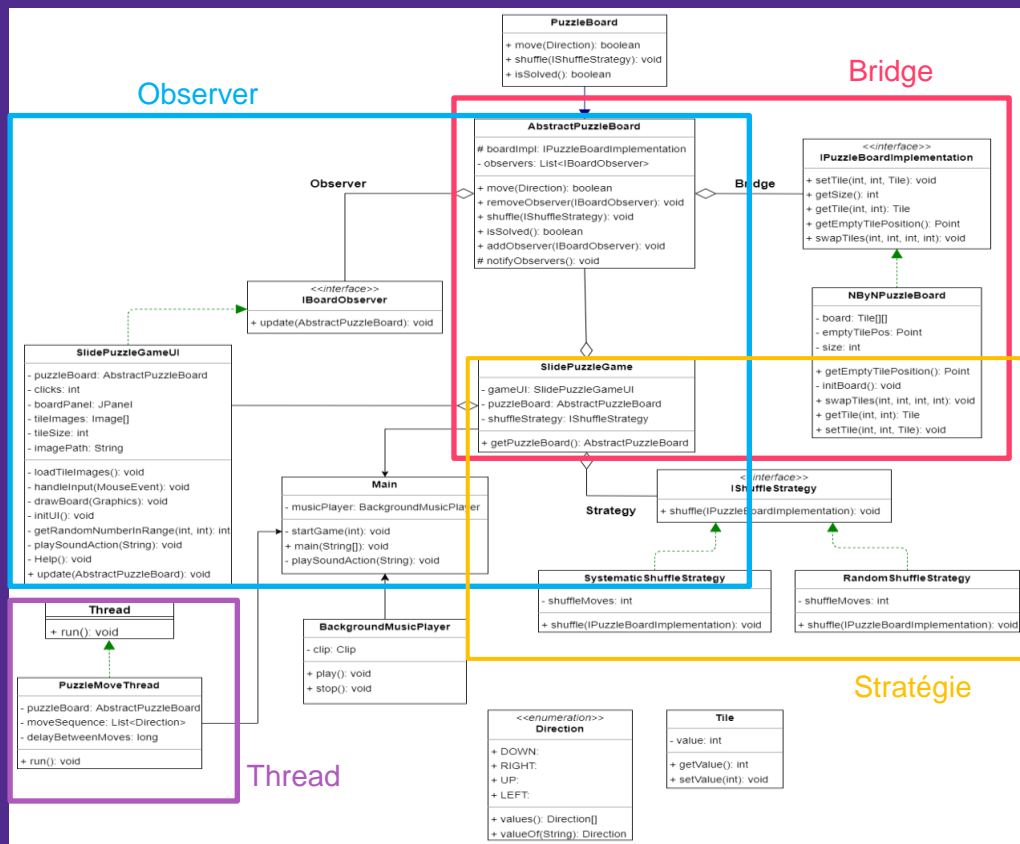 PuzzleBoard
+ move(Direction): boolean
+ shuffle(IShuffleStrategy): void
+ isSolved(): boolean
Bridge
Observer
AbstractPuzzleBoard
# boardImpl: IPuzzleBoardImplementation
- observers: List<IBoardObserver>
+ move(Direction): boolean
+ removeObserver(IBoardObserver): void
+ shuffle(IShuffleStrategy): void
+ isSolved(): boolean
+ addObserver(IBoardObserver): void
# notifyObservers(): void
Observer
Bridge
<<interface>>
IPuzzleBoardImplementation
+ setTile(int, int, Tile): void
+ getSize(): int
+ getTile(int, int): Tile
+ getEmptyTilePosition(): Point
+ swapTiles(int, int, int, int): void
<<interface>>
IBoardObserver
+ update(AbstractPuzzleBoard): void
NByNPuzzleBoard
- board: Tile[][]
- emptyTilePos: Point
- size: int
+ getEmptyTilePosition(): Point
- initBoard(): void
+ swapTiles(int, int, int, int): void
+ getTile(int, int): Tile
+ setTile(int, int, Tile): void
SlidePuzzleGameUI
- puzzleBoard: AbstractPuzzleBoard
- clicks: int
- boardPanel: JPanel
- tileImages: Image[]
- tileSize: int
- imagePath: String
- loadTileImages(): void
- handleInput(MouseEvent): void
- drawBoard(Graphics): void
- initUI(): void
- getRandomNumberInRange(int, int): int
- playSoundAction(String): void
- Help(): void
+ update(AbstractPuzzleBoard): void
SlidePuzzleGame
- gameUI: SlidePuzzleGameUI
- puzzleBoard: AbstractPuzzleBoard
- shuffleStrategy: IShuffleStrategy
+ getPuzzleBoard(): AbstractPuzzleBoard
Main
- musicPlayer: BackgroundMusicPlayer
- startGame(int): void
+ main(String[]): void
- playSoundAction(String): void
Strategy
<<interface>>
IShuffleStrategy
+ shuffle(IPuzzleBoardImplementation): void
SystematicShuffleStrategy
- shuffleMoves: int
+ shuffle(IPuzzleBoardImplementation): void
RandomShuffleStrategy
- shuffleMoves: int
+ shuffle(IPuzzleBoardImplementation): void
Thread
+ run(): void
BackgroundMusicPlayer
- clip: Clip
+ play(): void
+ stop(): void
PuzzleMoveThread
- puzzleBoard: AbstractPuzzleBoard
- moveSequence: List<Direction>
- delayBetweenMoves: long
+ run(): void
Thread
Stratégie
<<enumeration>>
Direction
+ DOWN:
+ RIGHT:
+ UP:
+ LEFT:
+ values(): Direction[]
+ valueOf(String): Direction
Tile
- value: int
+ getValue(): int
+ setValue(int): void